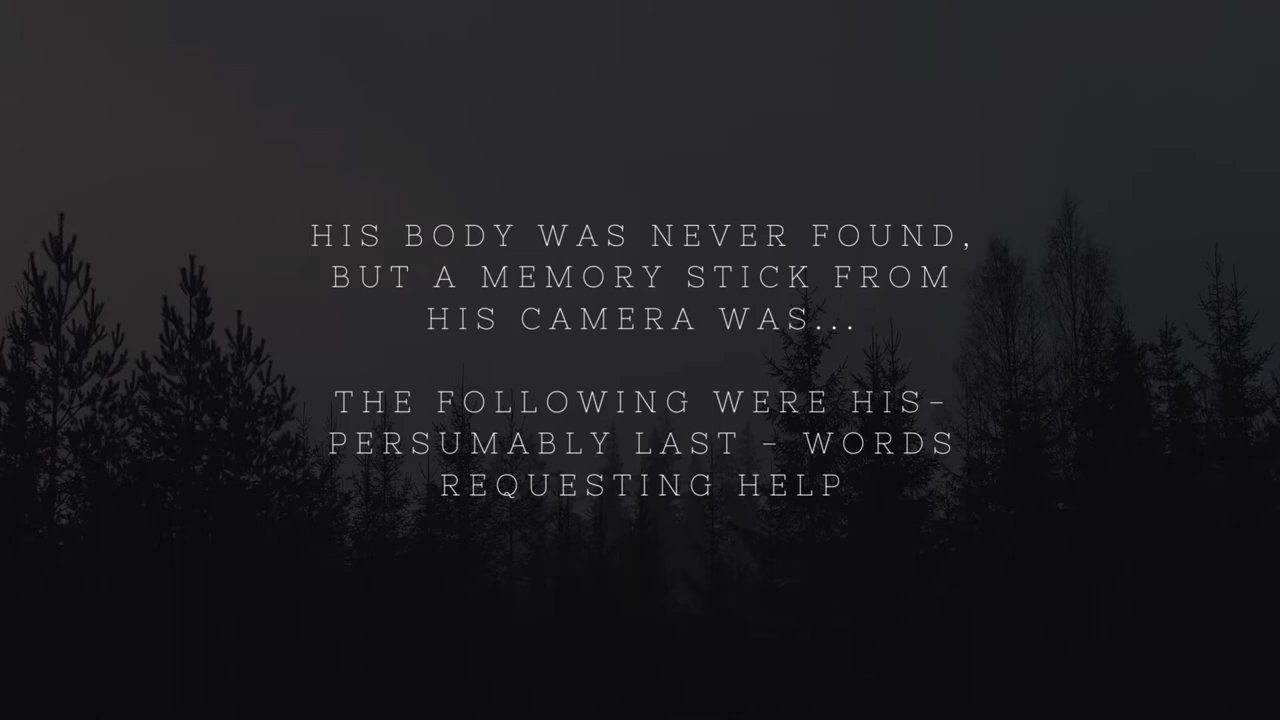 HIS BODY WAS NEVER FOUND,
BUT A MEMORY STICK FROM
HIS CAMERA WAS...
THE FOLLOWING WERE HIS-
PERSUMABLY LAST - WORDS
REQUESTING HELP